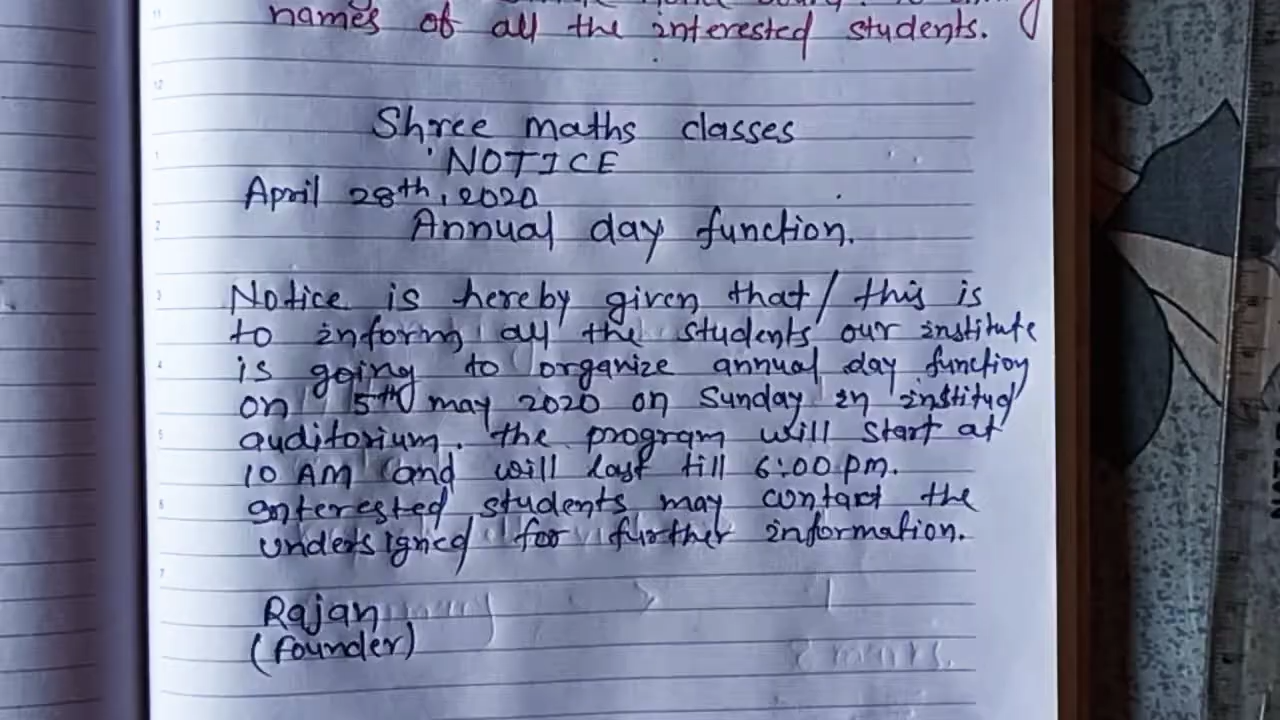 names of all the interested students.
Shree maths classes
NOTICE
April 28th, 2020
Annual day function.
Notice is hereby given that / this is
to inform all the students our institute
is going to organize annual day function
on 5th may 2020 on Sunday in institud
auditorium. the program will start at
10 AM and will last till 6:00 pm.
interested students may contact the
undersigned for further information.
Rajan
(founder)